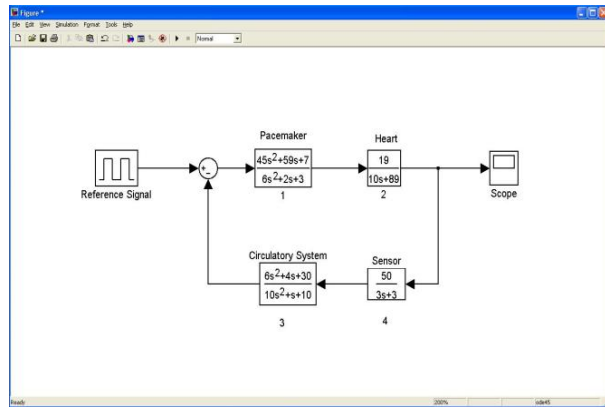 Figure *
File Edit View Simulation Format Tools Help
Normal
Pacemaker
45s²+59s+7
6s²+2s+3
1
Heart
19
10s+89
2
Reference Signal
+
−
Scope
Circulatory System
6s²+4s+30
10s²+s+10
3
Sensor
50
3s+3
4
Ready
200%
ode45